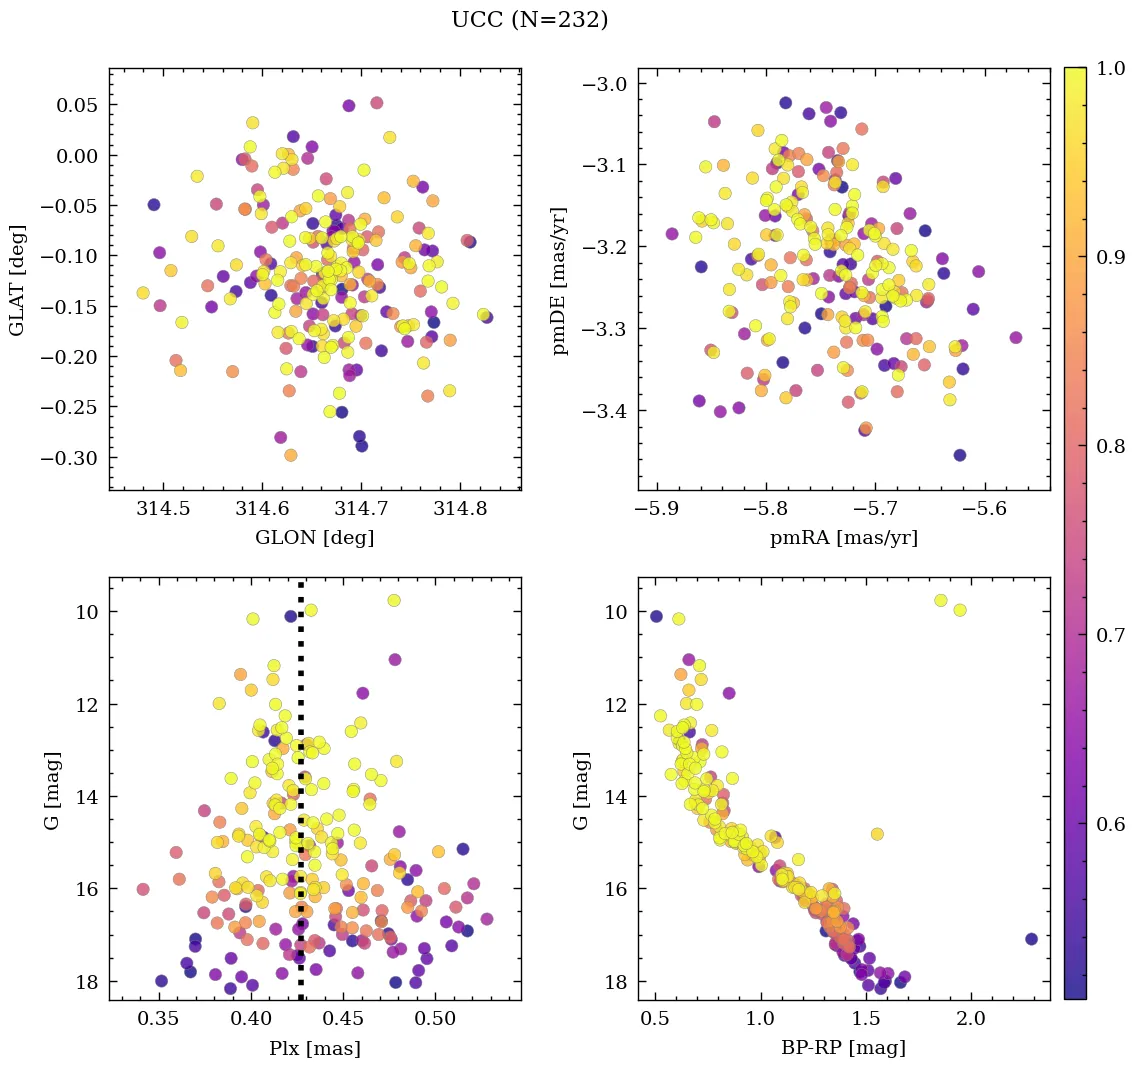 UCC (N=232)
0.05
0.00
−0.05
−0.10
−0.15
−0.20
−0.25
−0.30
GLAT [deg]
314.5 314.6 314.7 314.8
GLON [deg]
−3.0
−3.1
−3.2
−3.3
−3.4
pmDE [mas/yr]
−5.9 −5.8 −5.7 −5.6
pmRA [mas/yr]
1.0
0.9
0.8
0.7
0.6
10
12
14
16
18
G [mag]
0.35 0.40 0.45 0.50
Plx [mas]
10
12
14
16
18
G [mag]
0.5 1.0 1.5 2.0
BP-RP [mag]